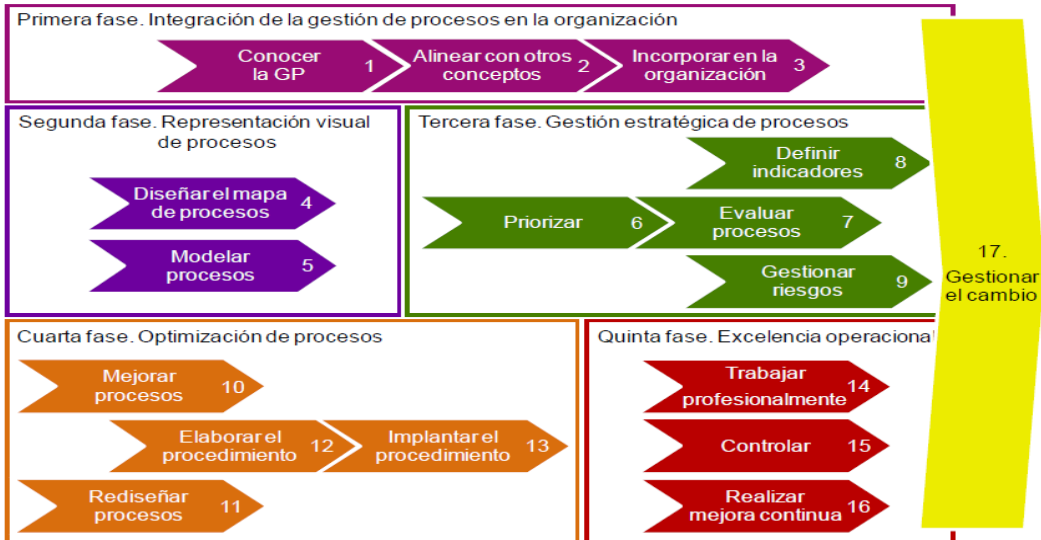 Primera fase. Integración de la gestión de procesos en la organización
Conocer
la GP
1
Alinear con otros
conceptos
2
Incorporar en la
organización
3
Segunda fase. Representación visual
de procesos
Diseñar el mapa
de procesos
4
Modelar
procesos
5
Tercera fase. Gestión estratégica de procesos
Definir
indicadores
8
Priorizar
6
Evaluar
procesos
7
Gestionar
riesgos
9
Cuarta fase. Optimización de procesos
Mejorar
procesos
10
Elaborar el
procedimiento
12
Implantar el
procedimiento
13
Rediseñar
procesos
11
Quinta fase. Excelencia operacional
Trabajar
profesionalmente
14
Controlar
15
Realizar
mejora continua
16
17.
Gestionar
el cambio